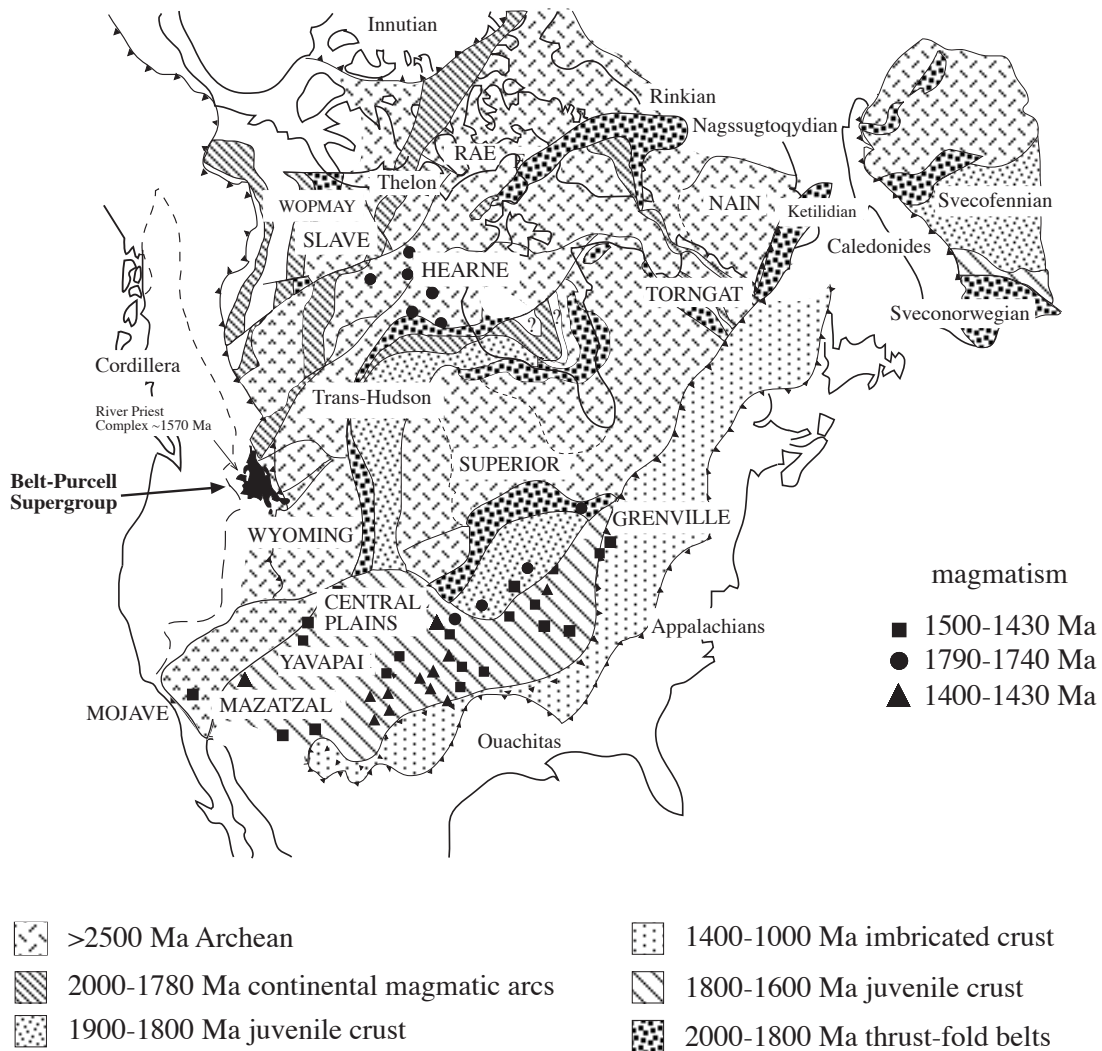 Innutian
Rinkian
Nagssugtoqydian
RAE
Thelon
WOPMAY
NAIN
Ketilidian
Svecofennian
SLAVE
Caledonides
HEARNE
TORNGAT
Sveconorwegian
?
?
Cordillera
?
River Priest
Complex ~1570 Ma
Trans-Hudson
Belt-Purcell
Supergroup
SUPERIOR
WYOMING
GRENVILLE
magmatism
1500-1430 Ma
1790-1740 Ma
1400-1430 Ma
CENTRAL
PLAINS
Appalachians
YAVAPAI
MAZATZAL
MOJAVE
Ouachitas
>2500 Ma Archean
2000-1780 Ma continental magmatic arcs
1900-1800 Ma juvenile crust
1400-1000 Ma imbricated crust
1800-1600 Ma juvenile crust
2000-1800 Ma thrust-fold belts